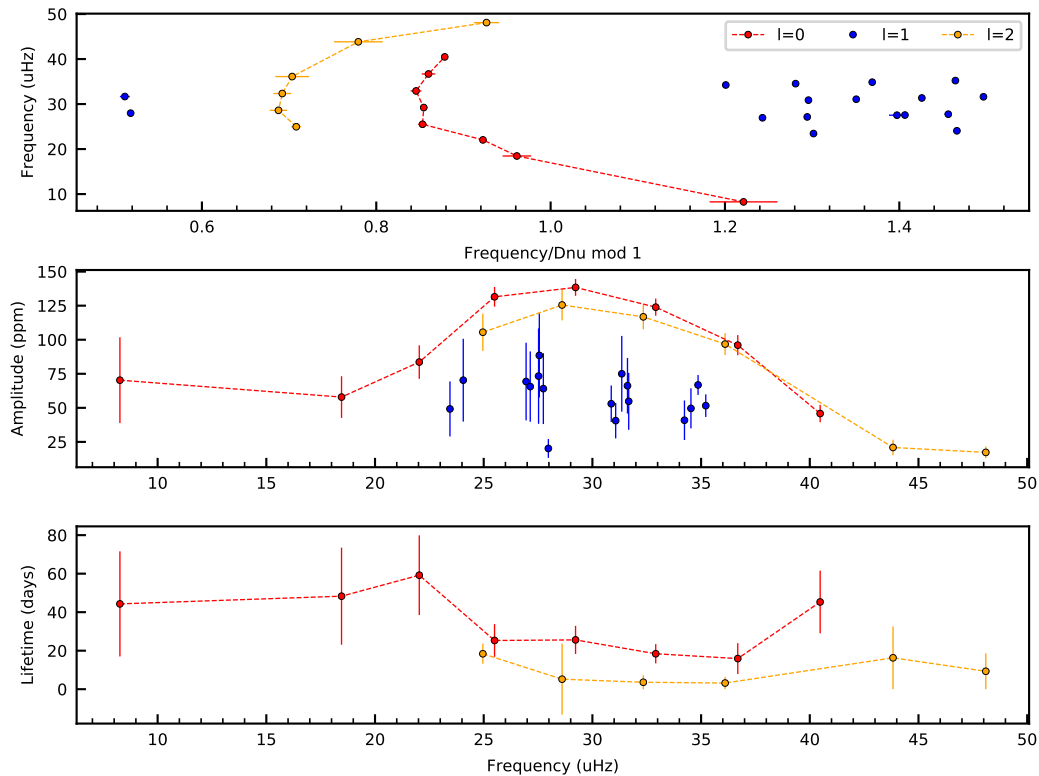 50
40
30
20
10
Frequency (uHz)
l=0 l=1 l=2
0.6 0.8 1.0 1.2 1.4
Frequency/Dnu mod 1
150
125
100
75
50
25
Amplitude (ppm)
10 15 20 25 30 35 40 45 50
80
60
40
20
0
Lifetime (days)
10 15 20 25 30 35 40 45 50
Frequency (uHz)